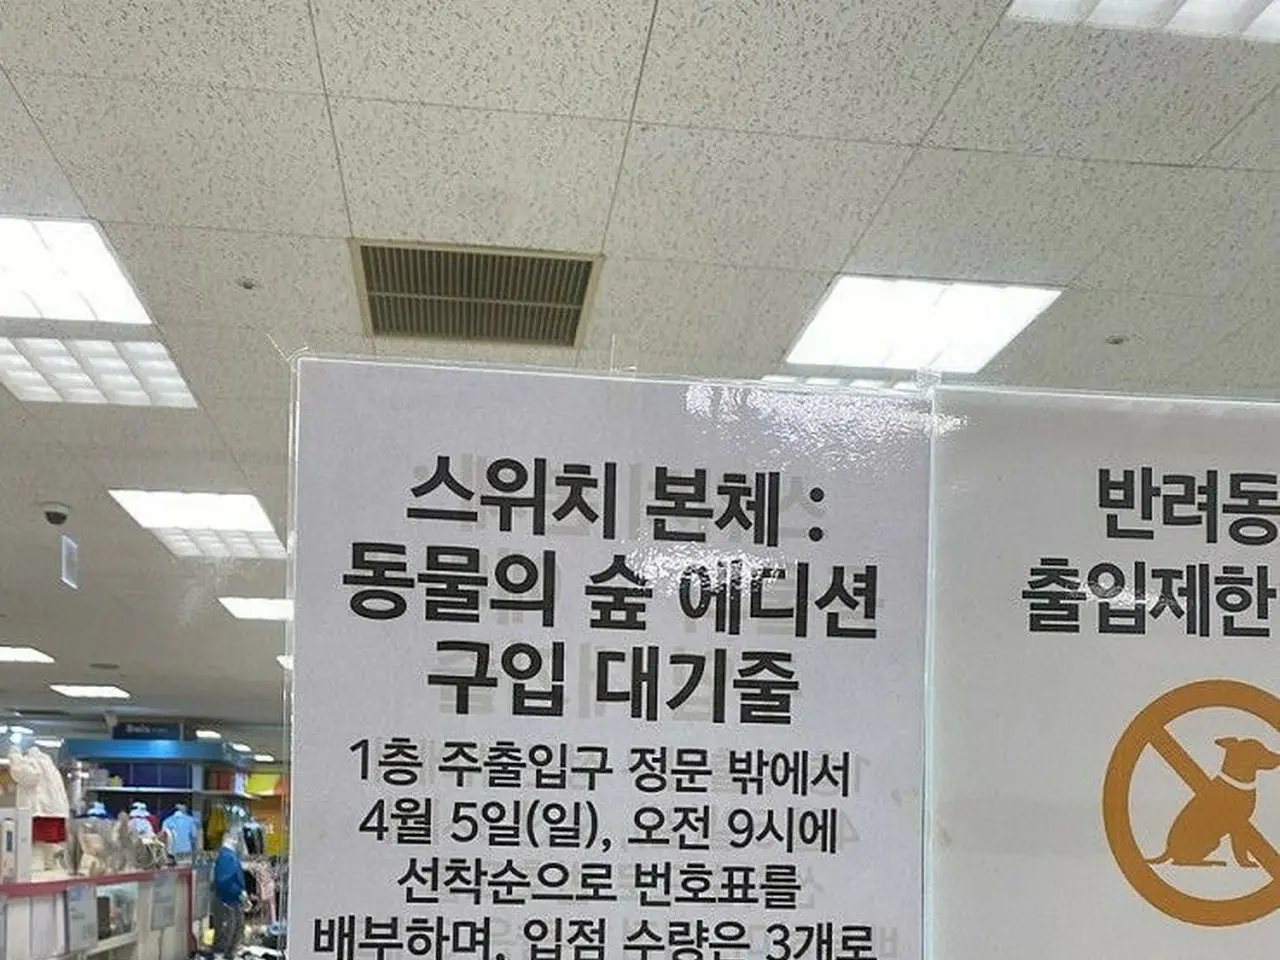 스위치 본체 :
동물의 숲 에디션
구입 대기줄
1층 주출입구 정문 밖에서
4월 5일(일), 오전 9시에
선착순으로 번호표를
배부하며, 입점 수량은 3개로
반려동
출입제한